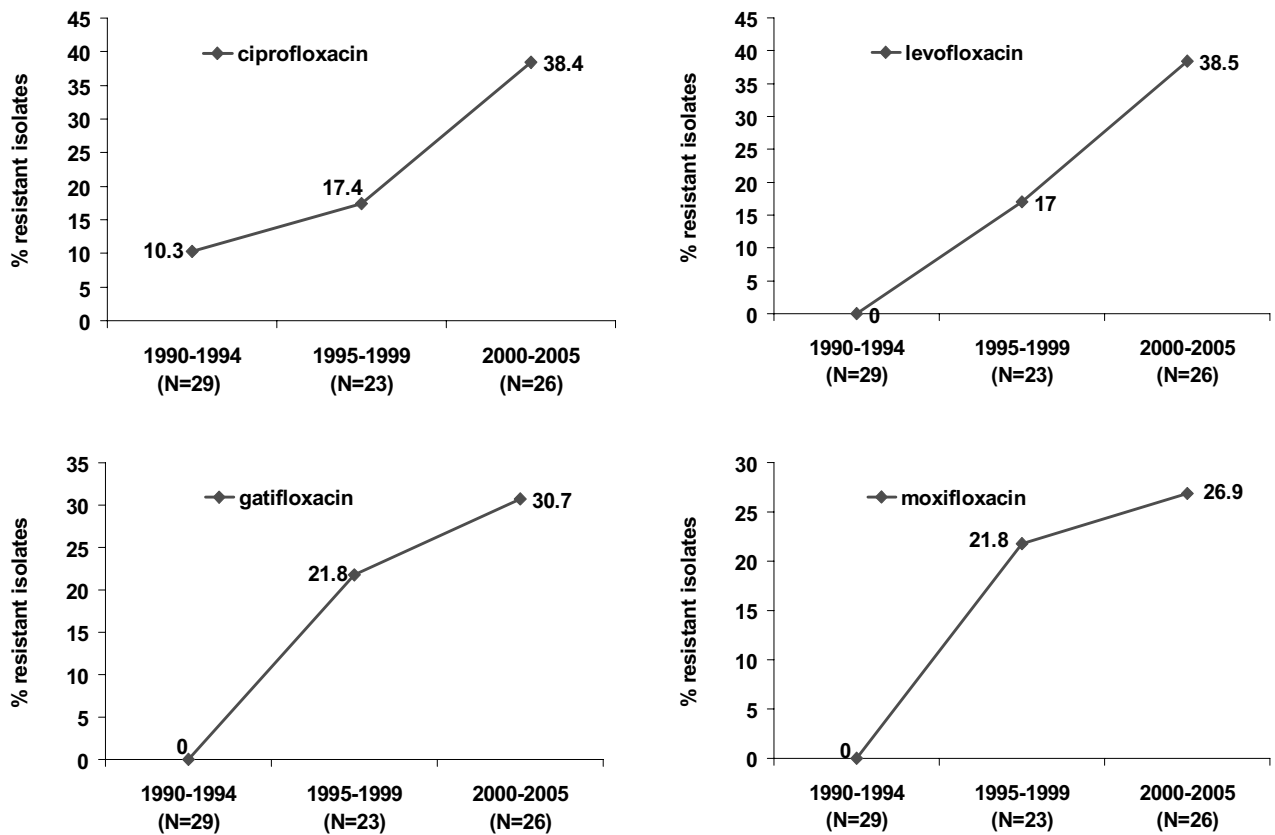 % resistant isolates
45
40
35
30
25
20
15
10
5
0
ciprofloxacin
10.3
17.4
38.4
1990-1994 1995-1999 2000-2005
(N=29) (N=23) (N=26)
% resistant isolates
45
40
35
30
25
20
15
10
5
0
levofloxacin
0
17
38.5
1990-1994 1995-1999 2000-2005
(N=29) (N=23) (N=26)
% resistant isolates
35
30
25
20
15
10
5
0
gatifloxacin
0
21.8
30.7
1990-1994 1995-1999 2000-2005
(N=29) (N=23) (N=26)
% resistant isolates
30
25
20
15
10
5
0
moxifloxacin
0
21.8
26.9
1990-1994 1995-1999 2000-2005
(N=29) (N=23) (N=26)